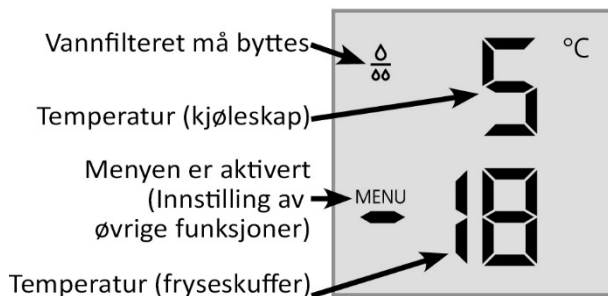 Vannfilteret må byttes
5 °C
Temperatur (kjøleskap)
Menyen er aktivert
(Innstilling av
øvrige funksjoner)
MENU
-18
Temperatur (fryseskuffer)